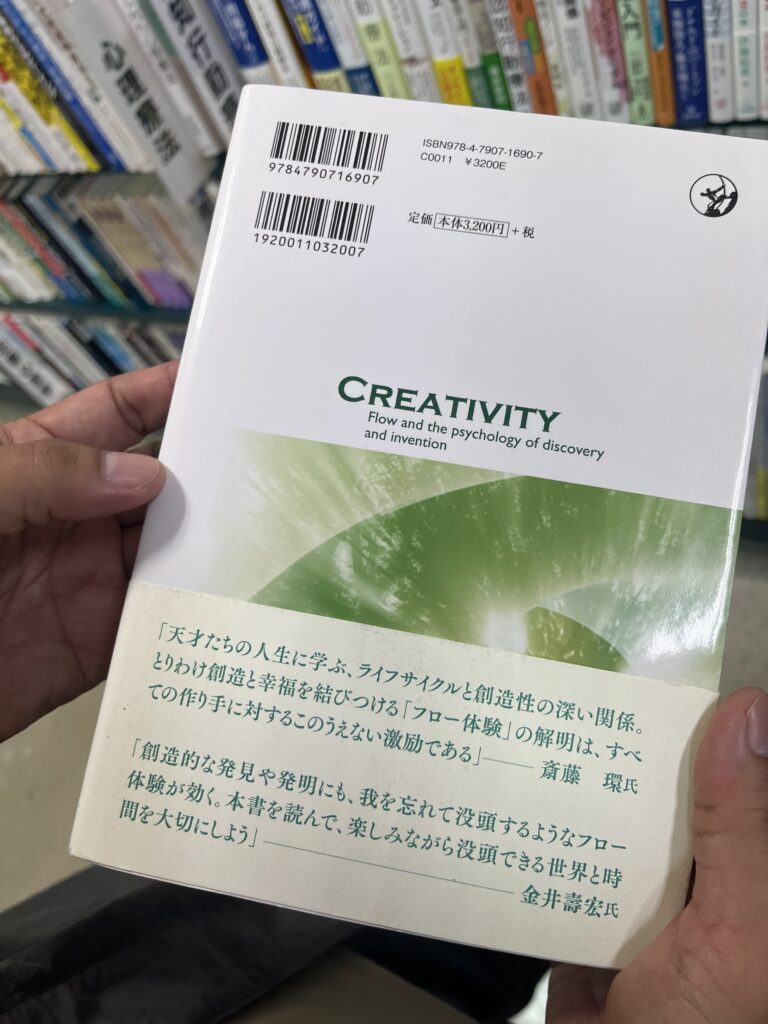 ISBN978-4-7907-1690-7
C0011 ¥3200E
9784790716907
1920011032007
定価 本体3,200円 +税
CREATIVITY
Flow and the psychology of discovery
and invention
「天才たちの人生に学ぶ、ライフサイクルと創造性の深い関係。
とりわけ創造と幸福を結びつける「フロー体験」の解明は、すべ
ての作り手に対するこのうえない激励である」—— 斎藤 環氏
「創造的な発見や発明にも、我を忘れて没頭するようなフロー
体験が効く。本書を読んで、楽しみながら没頭できる世界と時
間を大切にしよう」—————— 金井壽宏氏